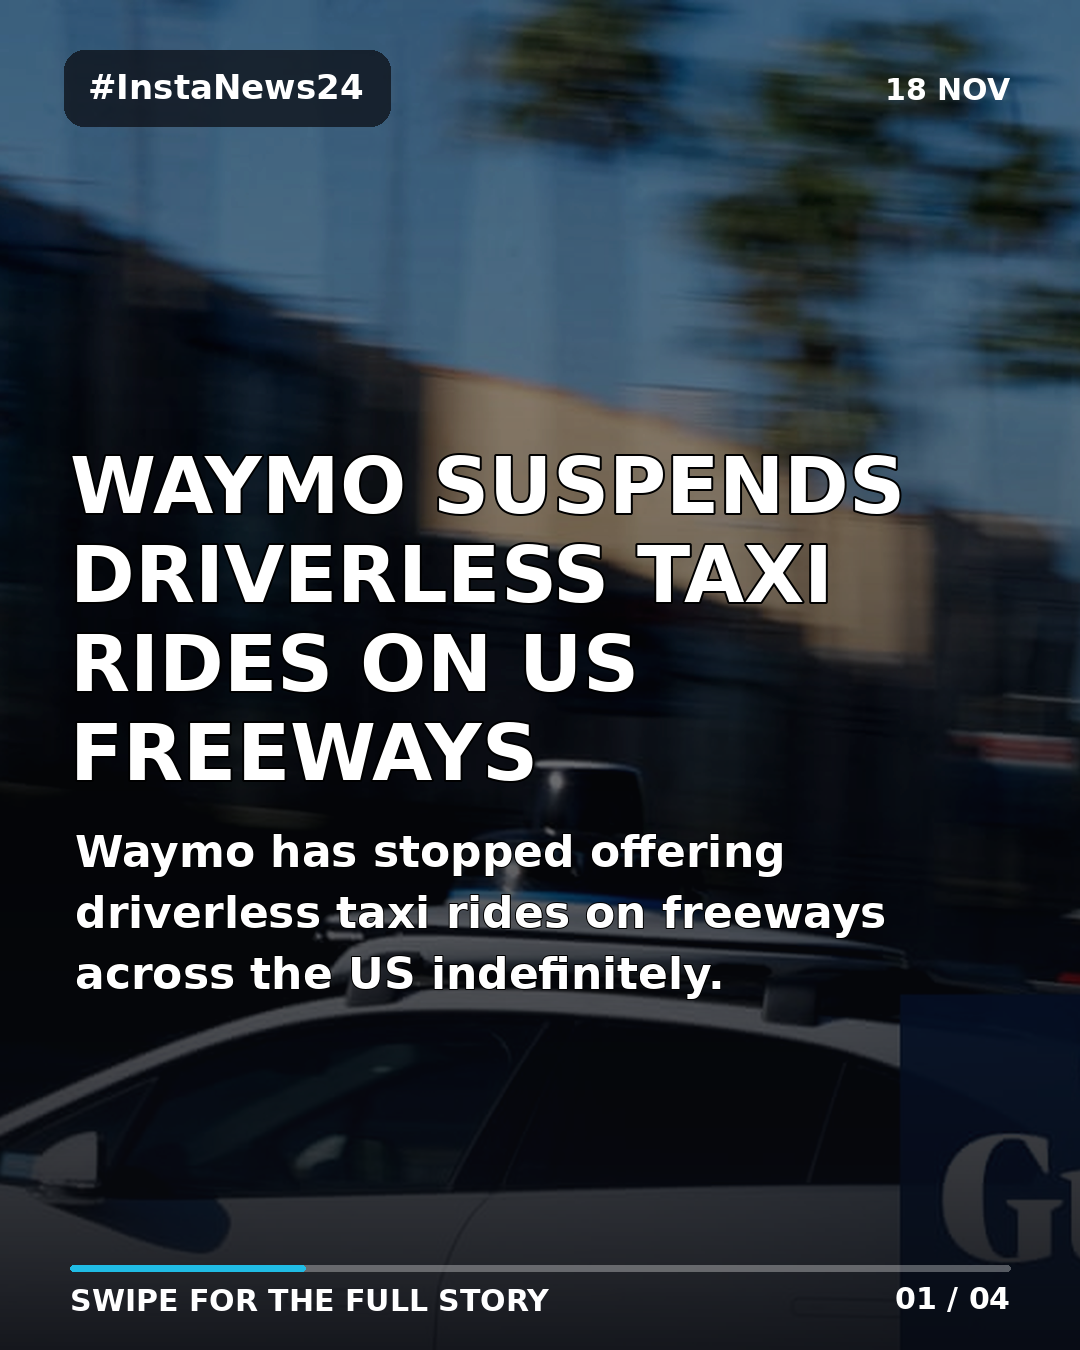 #InstaNews24
18 NOV
WAYMO SUSPENDS
DRIVERLESS TAXI
RIDES ON US
FREEWAYS
Waymo has stopped offering
driverless taxi rides on freeways
across the US indefinitely.
SWIPE FOR THE FULL STORY
01 / 04